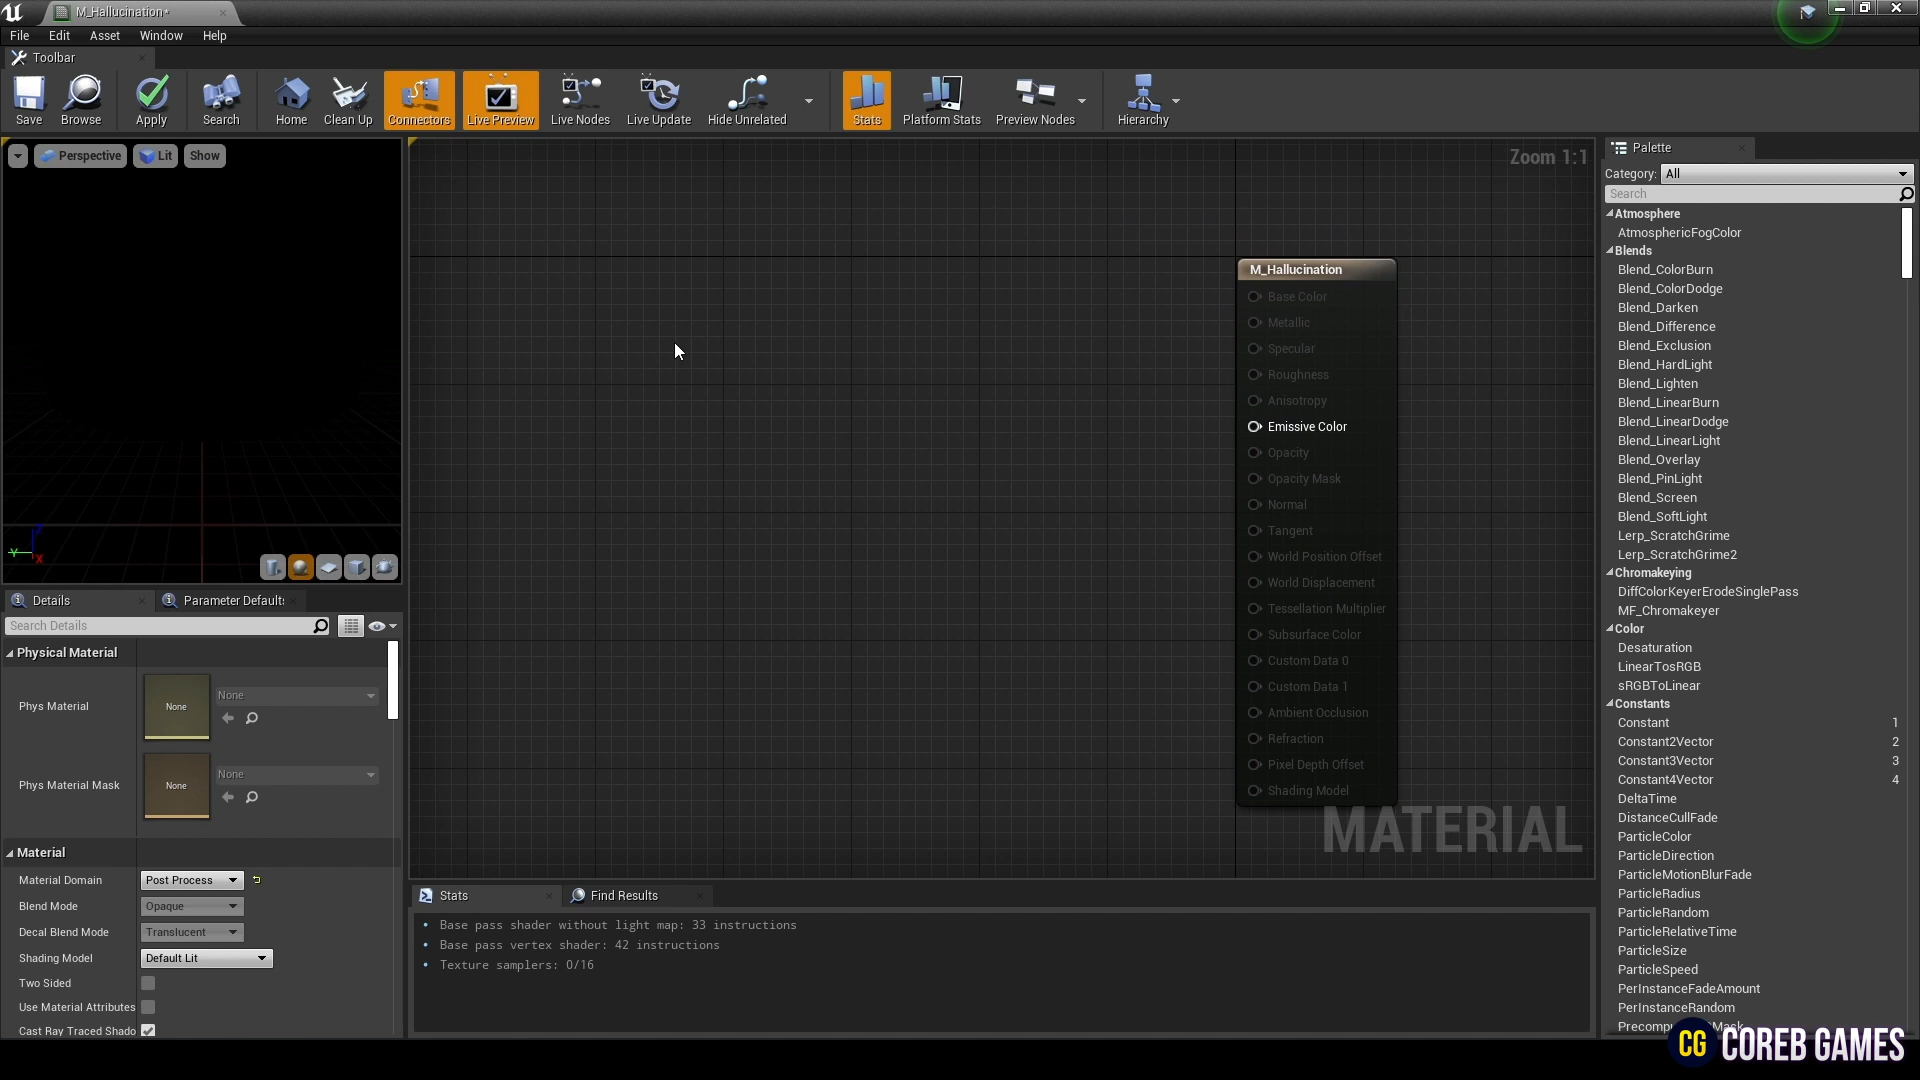 M_Hallucination*
File Edit Asset Window Help
Toolbar
Save Browse Apply Search Home Clean Up Connectors Live Preview Live Nodes Live Update Hide Unrelated Stats Platform Stats Preview Nodes Hierarchy
Perspective Lit Show
Zoom 1:1
Palette
Category: All
Search
Atmosphere
AtmosphericFogColor
Blends
Blend_ColorBurn
Blend_ColorDodge
Blend_Darken
Blend_Difference
Blend_Exclusion
Blend_HardLight
Blend_Lighten
Blend_LinearBurn
Blend_LinearDodge
Blend_LinearLight
Blend_Overlay
Blend_PinLight
Blend_Screen
Blend_SoftLight
Lerp_ScratchGrime
Lerp_ScratchGrime2
Chromakeying
DiffColorKeyerErodeSinglePass
MF_Chromakeyer
Color
Desaturation
LinearTosRGB
sRGBToLinear
Constants
Constant 1
Constant2Vector 2
Constant3Vector 3
Constant4Vector 4
DeltaTime
DistanceCullFade
ParticleColor
ParticleDirection
ParticleMotionBlurFade
ParticleRadius
ParticleRandom
ParticleRelativeTime
ParticleSize
ParticleSpeed
PerInstanceFadeAmount
PerInstanceRandom
M_Hallucination
Base Color
Metallic
Specular
Roughness
Anisotropy
Emissive Color
Opacity
Opacity Mask
Normal
Tangent
World Position Offset
World Displacement
Tessellation Multiplier
Subsurface Color
Custom Data 0
Custom Data 1
Ambient Occlusion
Refraction
Pixel Depth Offset
Shading Model
MATERIAL
Y Z X
Details Parameter Defaults
Search Details
Physical Material
Phys Material None None
Phys Material Mask None None
Material
Material Domain Post Process
Blend Mode Opaque
Decal Blend Mode Translucent
Shading Model Default Lit
Two Sided
Use Material Attributes
Cast Ray Traced Shado
Stats Find Results
Base pass shader without light map: 33 instructions
Base pass vertex shader: 42 instructions
Texture samplers: 0/16
CG COREB GAMES